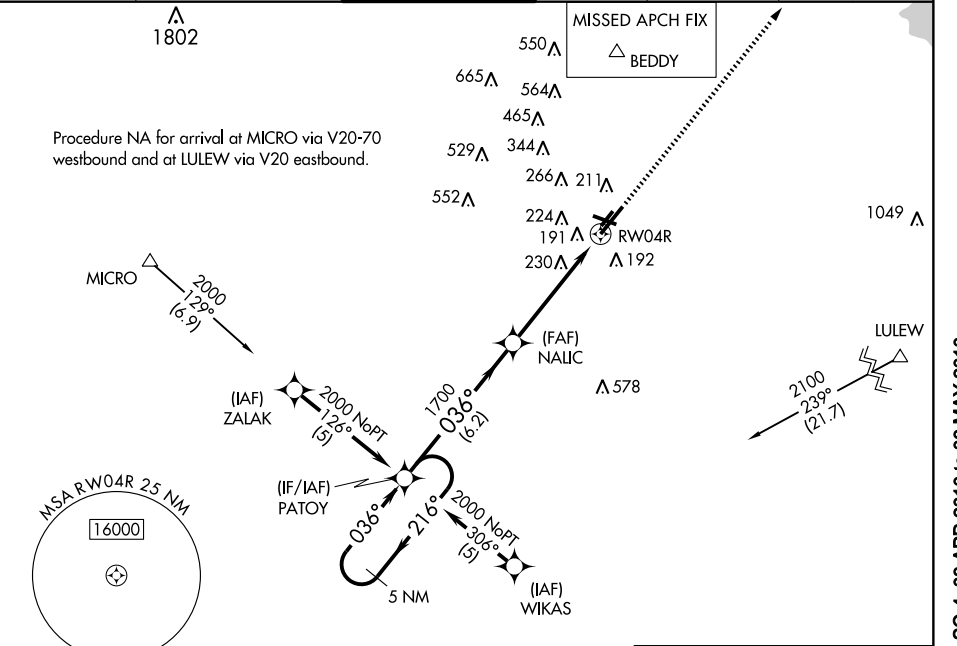 1802
MISSED APCH FIX
BEDDY
550
665
564
465
Procedure NA for arrival at MICRO via V20-70
westbound and at LULEW via V20 eastbound.
529
344
266
211
552
224
191
RW04R
1049
230
192
MICRO
2000
129°
(6.9)
(FAF)
NALIC
LULEW
578
2100
239°
(21.7)
(IAF)
ZALAK
2000 NoPT
126°
(5)
1700
036°
(6.2)
(IF/IAF)
PATOY
036°
216°
5 NM
2000 NoPT
306°
(5)
(IAF)
WIKAS
MSA RW04R 25 NM
16000